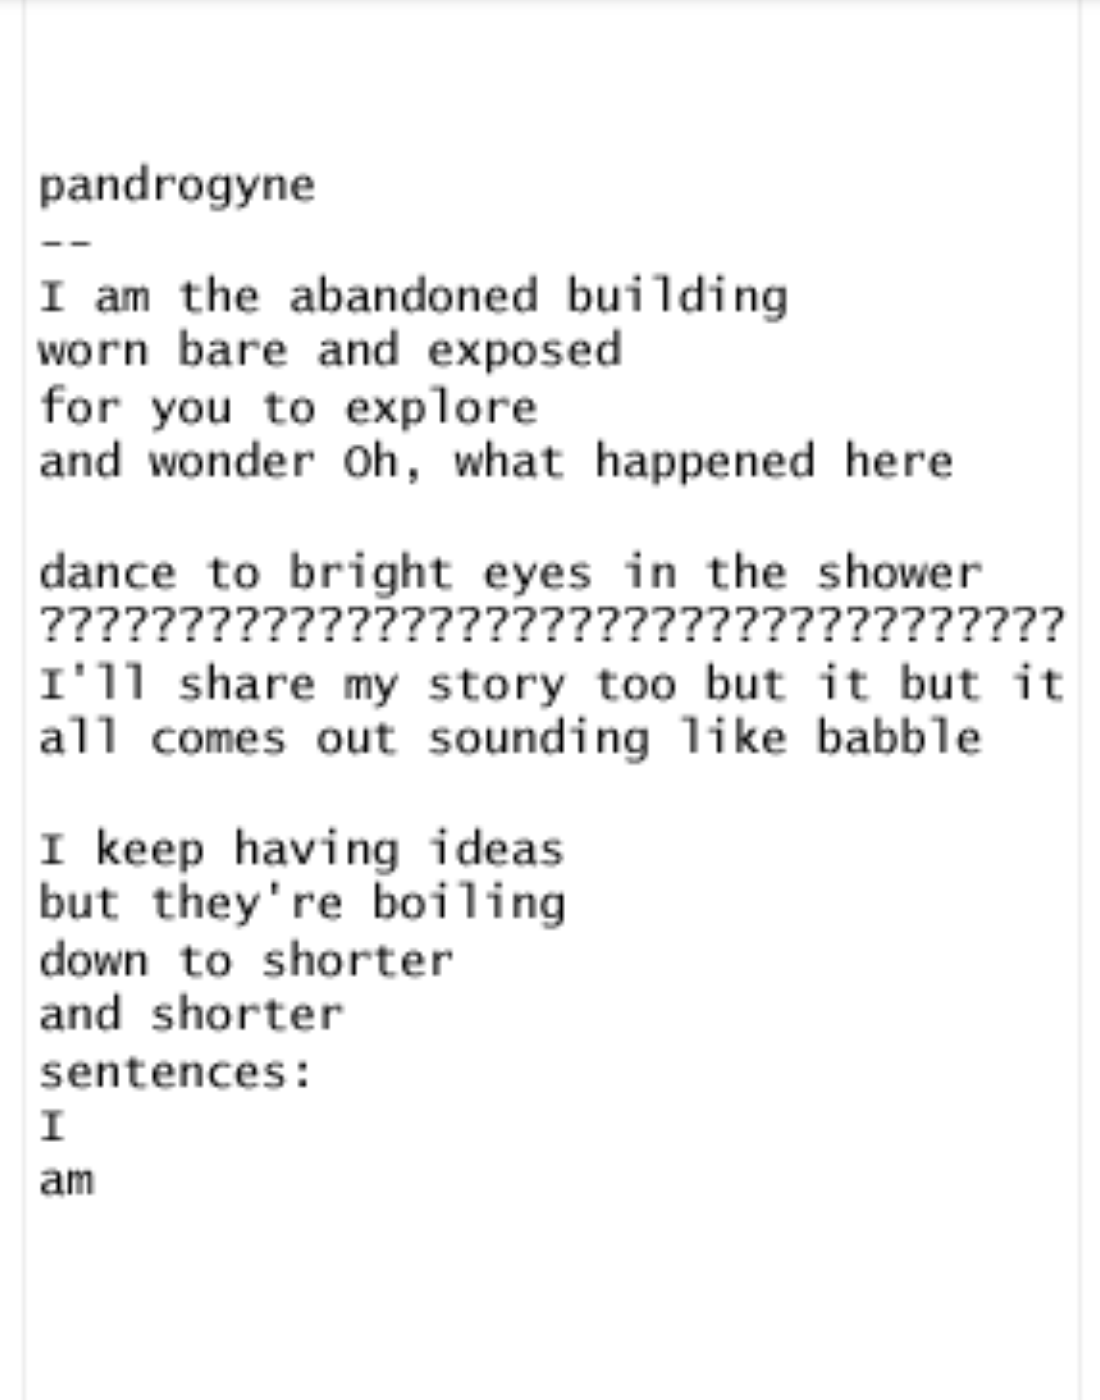 pandrogyne
--
I am the abandoned building
worn bare and exposed
for you to explore
and wonder Oh, what happened here
dance to bright eyes in the shower
?????????????????????????????????????
I'll share my story too but it but it
all comes out sounding like babble
I keep having ideas
but they're boiling
down to shorter
and shorter
sentences:
I
am